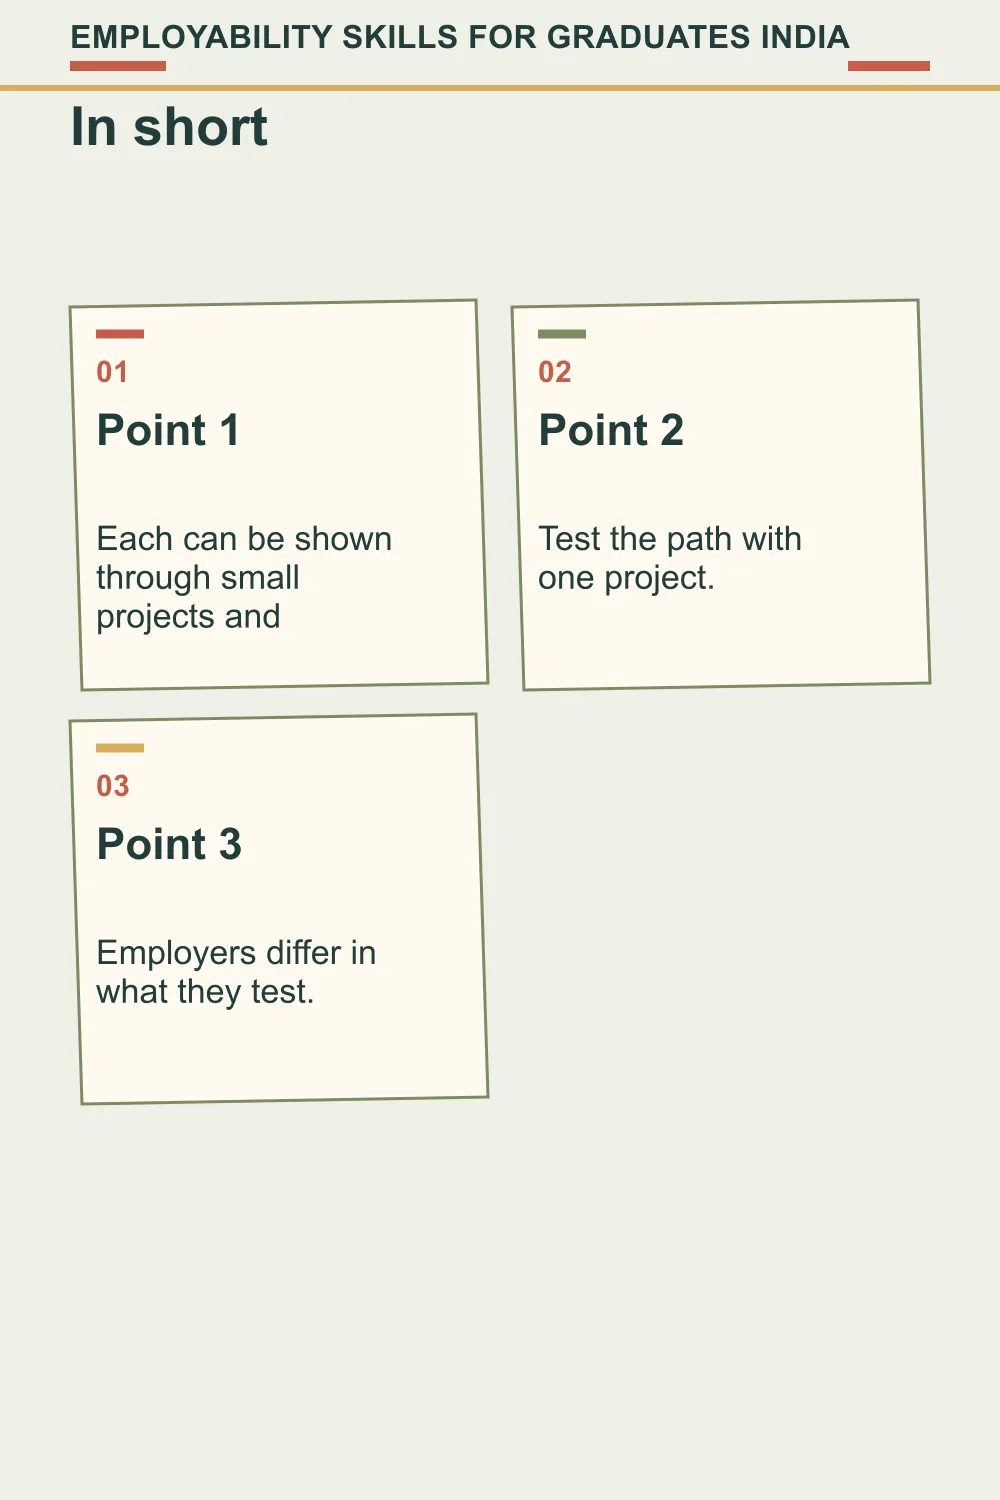 EMPLOYABILITY SKILLS FOR GRADUATES INDIA
In short
01
Point 1
Each can be shown
through small
projects and
02
Point 2
Test the path with
one project.
03
Point 3
Employers differ in
what they test.